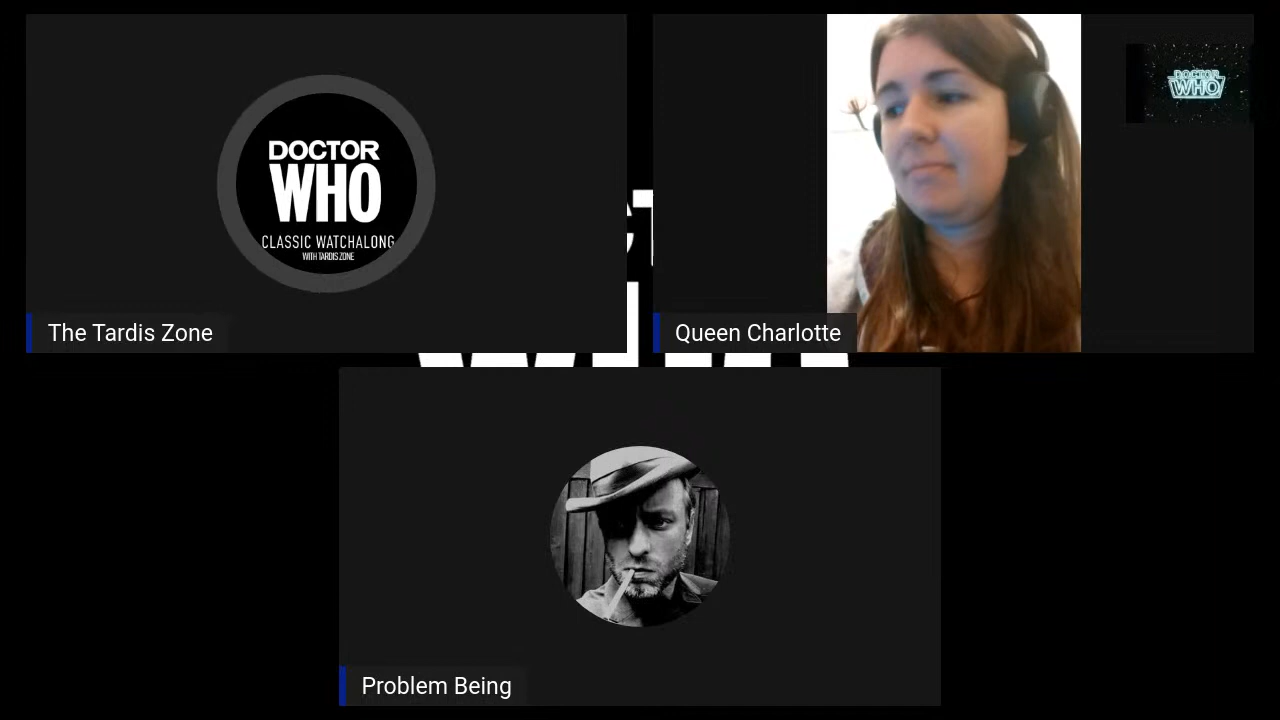 DOCTOR
WHO
CLASSIC WATCHALONG
WITH TARDIS ZONE
The Tardis Zone
DOCTOR
WHO
Queen Charlotte
Problem Being